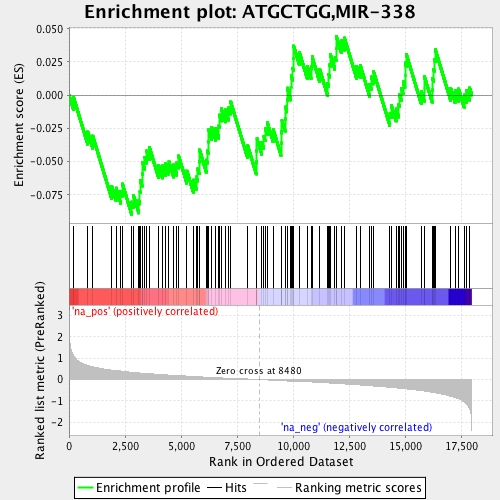 Enrichment plot: ATGCTGG,MIR-338
Enrichment score (ES)
0.050
0.025
0.000
-0.025
-0.050
-0.075
'na_pos' (positively correlated)
Ranked list metric (PreRanked)
3
2
1
0
-1
-2
Zero cross at 8480
'na_neg' (negatively correlated)
0
2,500
5,000
7,500
10,000
12,500
15,000
17,500
Rank in Ordered Dataset
Enrichment profile
Hits
Ranking metric scores